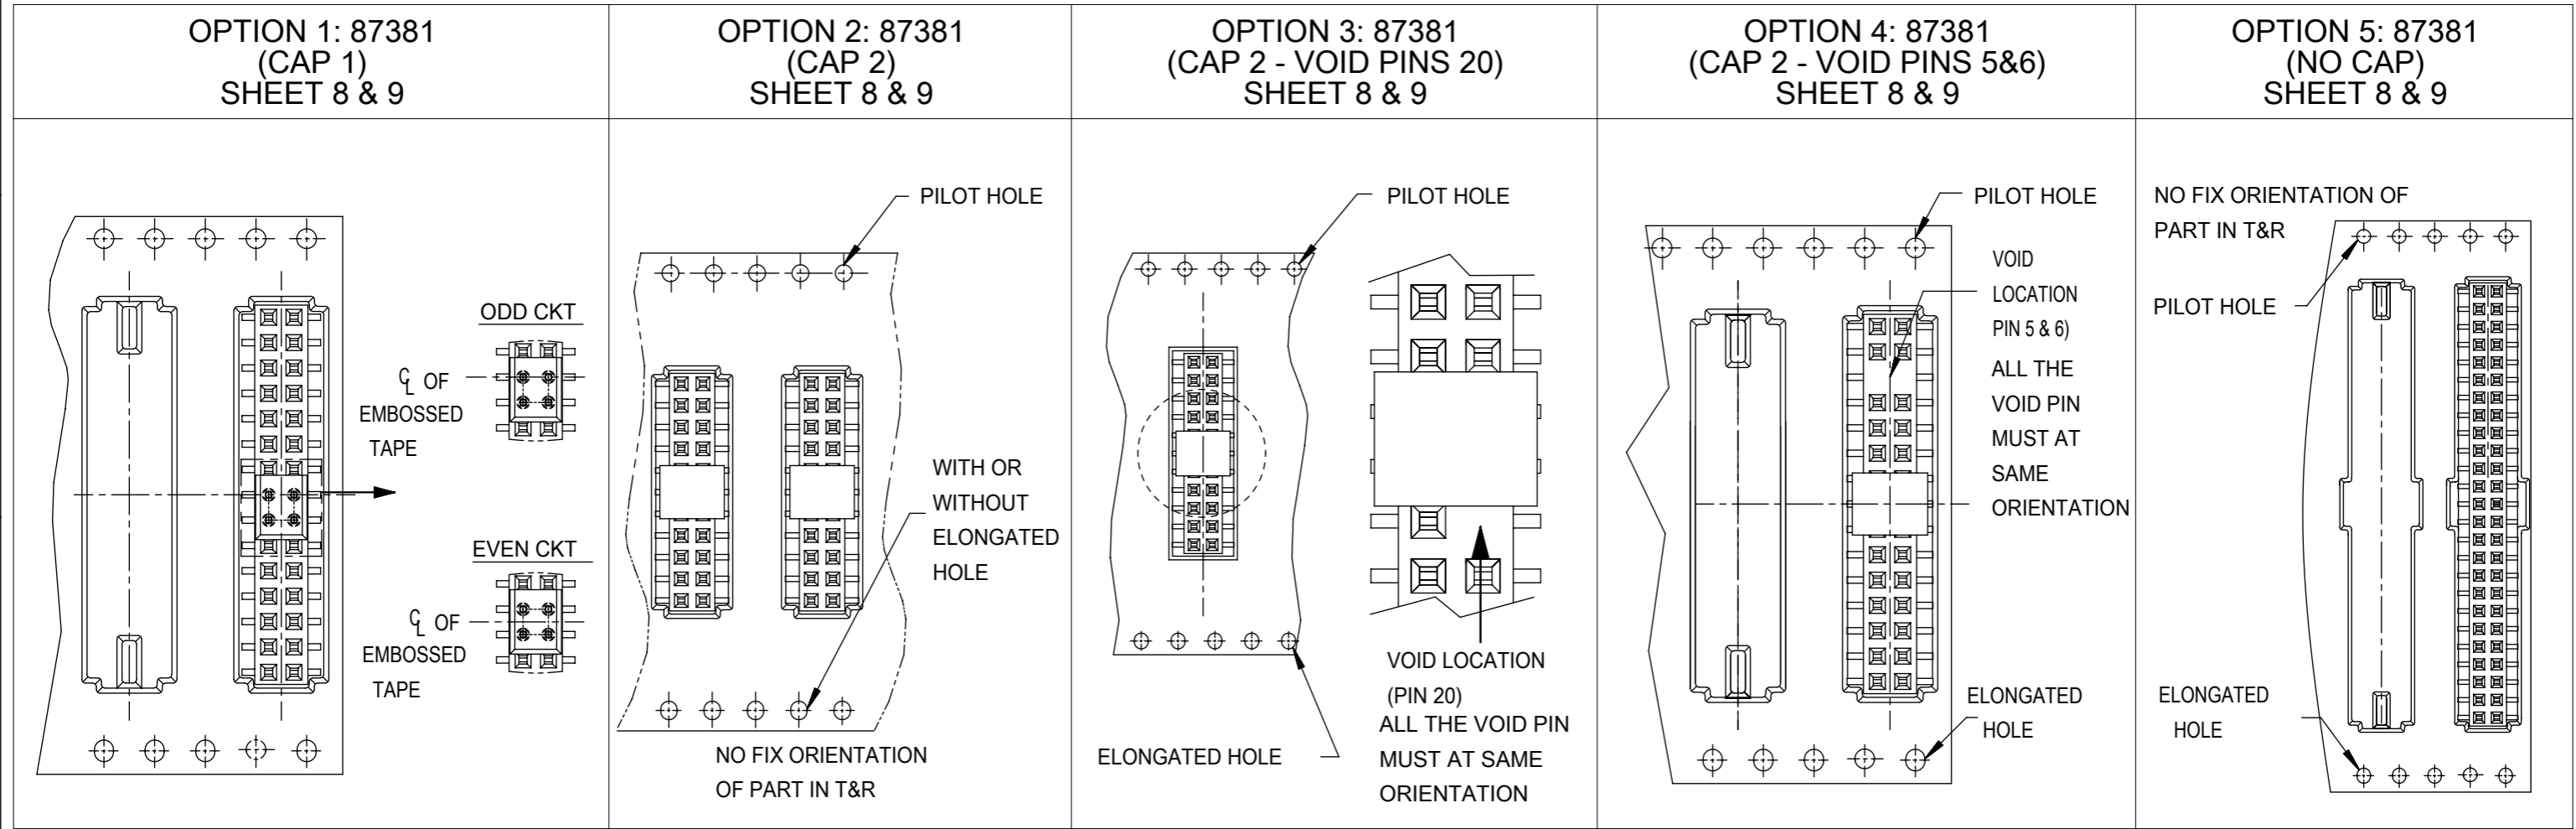 OPTION 1: 87381
(CAP 1)
SHEET 8 & 9
OPTION 2: 87381
(CAP 2)
SHEET 8 & 9
OPTION 3: 87381
(CAP 2 - VOID PINS 20)
SHEET 8 & 9
OPTION 4: 87381
(CAP 2 - VOID PINS 5&6)
SHEET 8 & 9
OPTION 5: 87381
(NO CAP)
SHEET 8 & 9
ODD CKT
℄ OF
EMBOSSED
TAPE
EVEN CKT
℄ OF
EMBOSSED
TAPE
PILOT HOLE
WITH OR
WITHOUT
ELONGATED
HOLE
NO FIX ORIENTATION
OF PART IN T&R
PILOT HOLE
VOID LOCATION
(PIN 20)
ALL THE VOID PIN
MUST AT SAME
ORIENTATION
ELONGATED HOLE
PILOT HOLE
VOID
LOCATION
PIN 5 & 6)
ALL THE
VOID PIN
MUST AT
SAME
ORIENTATION
ELONGATED
HOLE
NO FIX ORIENTATION OF
PART IN T&R
PILOT HOLE
ELONGATED
HOLE